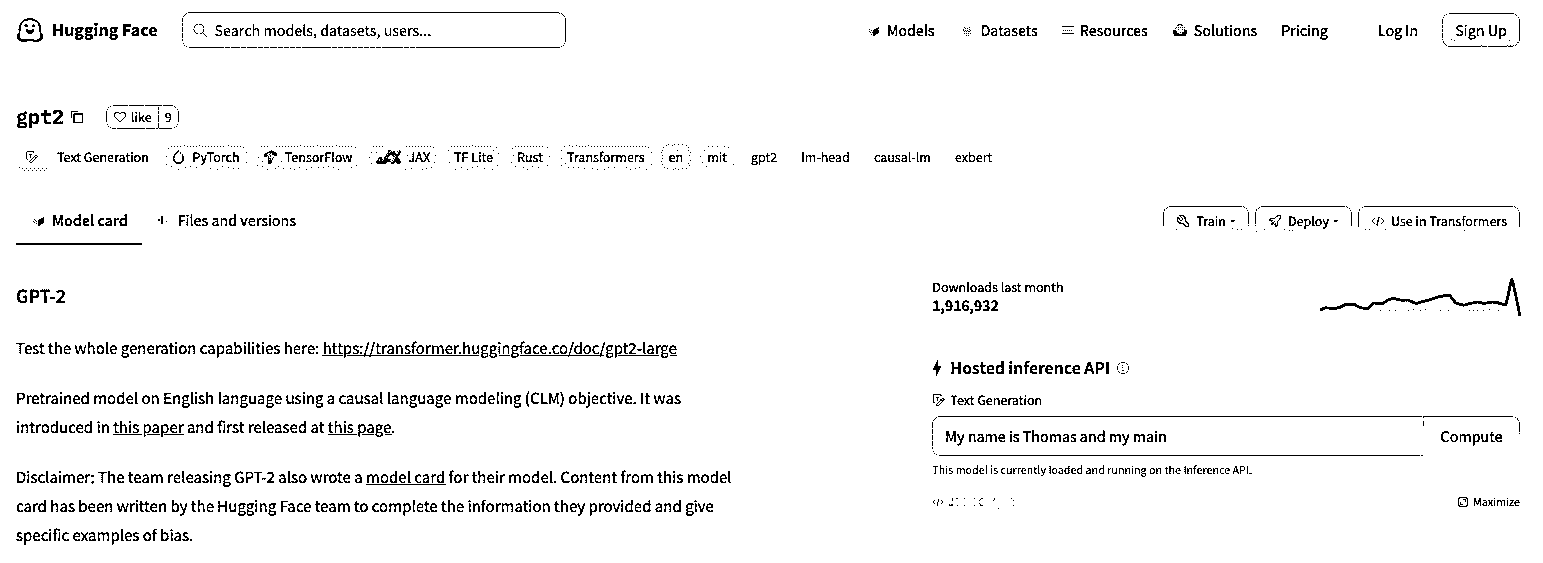 Hugging Face
Search models, datasets, users...
Models Datasets Resources Solutions Pricing Log In Sign Up
gpt2 like 9
Text Generation PyTorch TensorFlow JAX TF Lite Rust Transformers en mit gpt2 lm-head causal-lm exbert
Model card Files and versions
Train Deploy </> Use in Transformers
GPT-2
Test the whole generation capabilities here: https://transformer.huggingface.co/doc/gpt2-large
Pretrained model on English language using a causal language modeling (CLM) objective. It was
introduced in this paper and first released at this page.
Disclaimer: The team releasing GPT-2 also wrote a model card for their model. Content from this model
card has been written by the Hugging Face team to complete the information they provided and give
specific examples of bias.
Downloads last month
1,916,932
Hosted inference API
Text Generation
My name is Thomas and my main Compute
This model is currently loaded and running on the Inference API.
</> Maximize